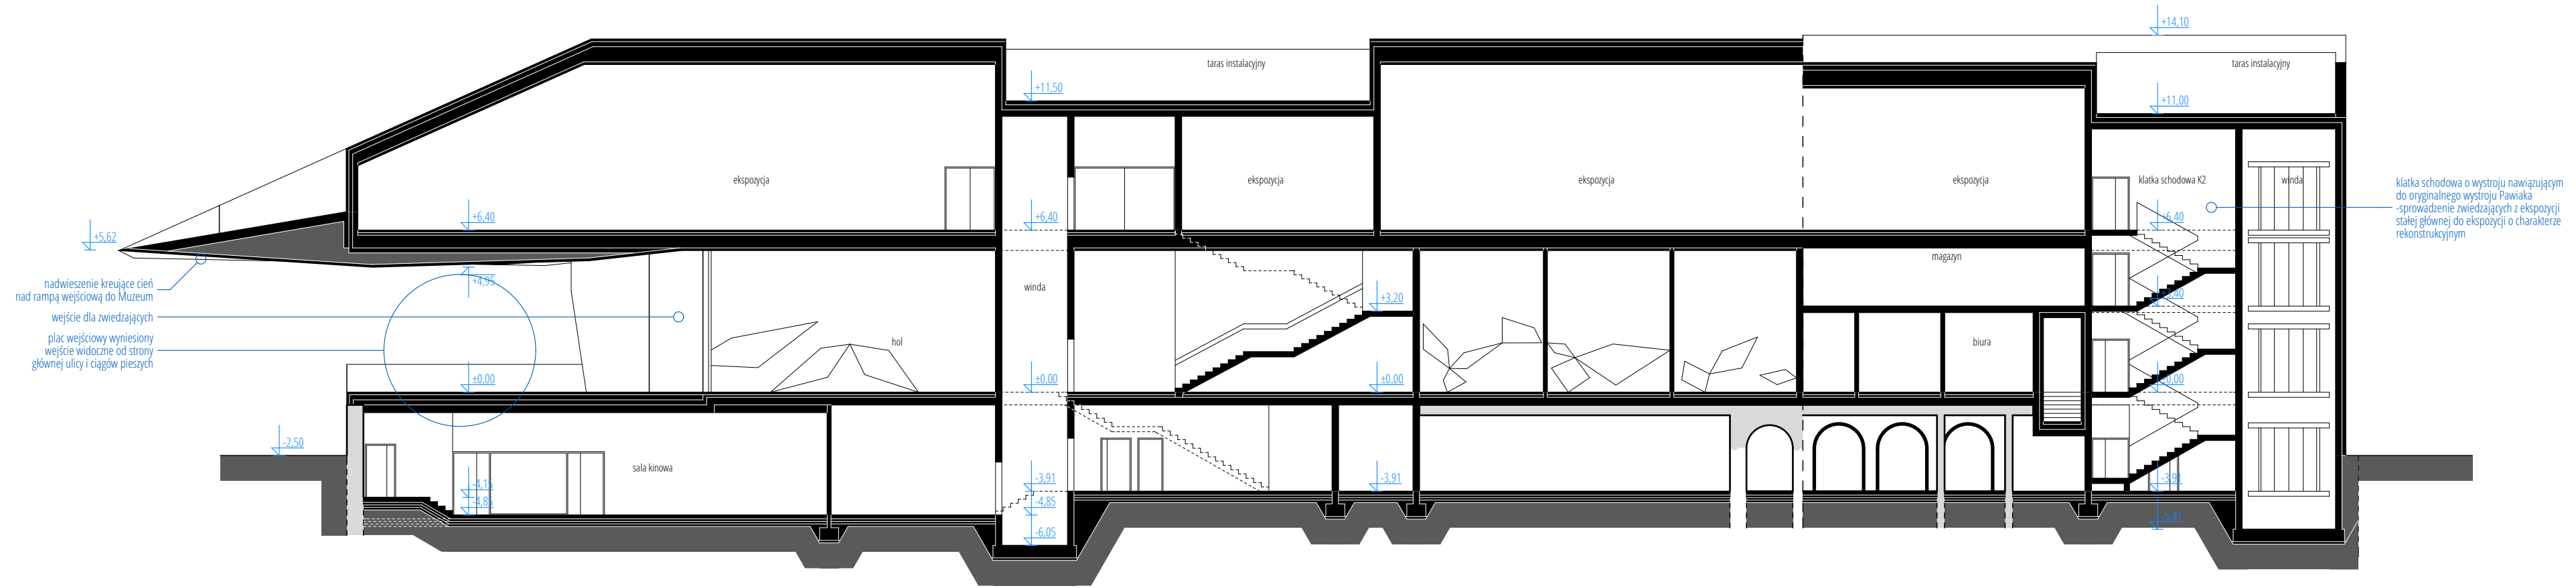 +14,10
taras instalacyjny
taras instalacyjny
+11,50
+11,00
ekspozycja
ekspozycja
ekspozycja
ekspozycja
klatka schodowa K2
winda
klatka schodowa o wystroju nawiązującym
do oryginalnego wystroju Pawiaka
-sprowadzenie zwiedzających z ekspozycji
stałej głównej do ekspozycji o charakterze
rekonstrukcyjnym
+6,40
+6,40
+6,40
+5,62
magazyn
+4,95
nadwieszenie kreujące cień
nad rampą wejściową do Muzeum
winda
+3,20
wejście dla zwiedzających
plac wejściowy wyniesiony
wejście widoczne od strony
głównej ulicy i ciągów pieszych
hol
biura
±0,00
±0,00
±0,00
±0,00
-2,50
sala kinowa
-4,15
-4,85
-3,91
-4,85
-6,05
-3,91
-3,91
-5,41